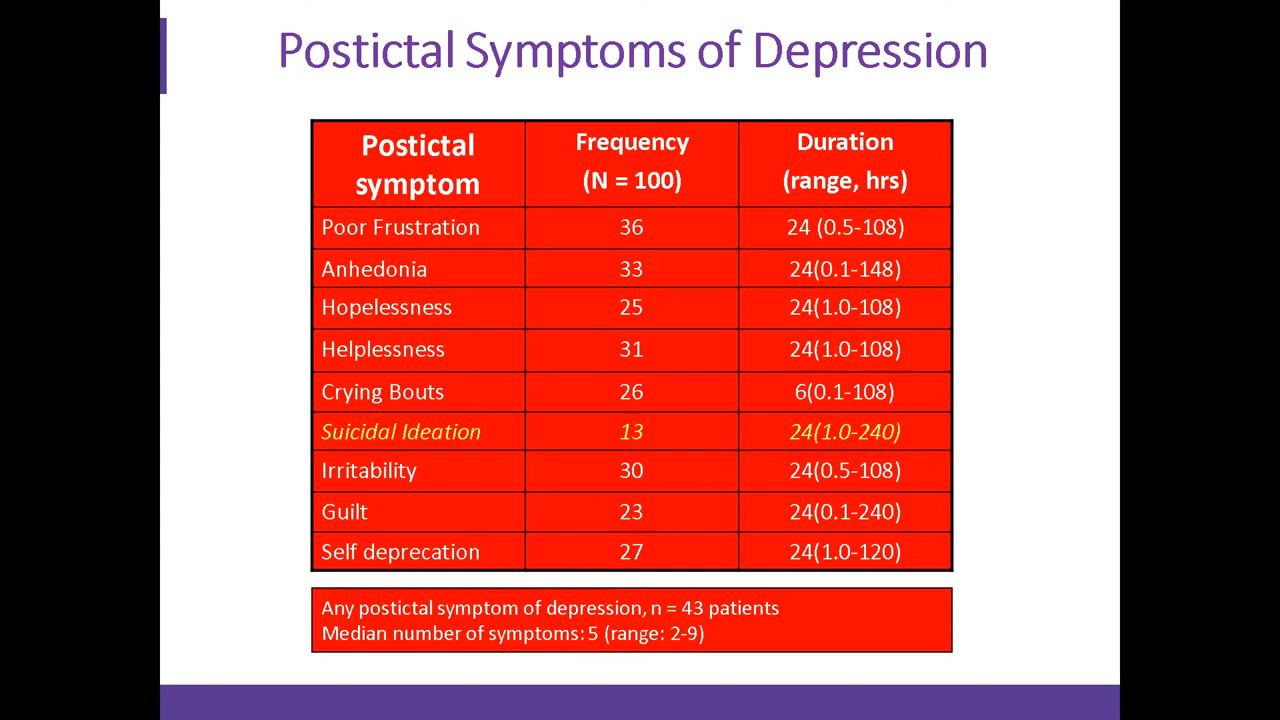 Postictal Symptoms of Depression
Postictal symptom Frequency (N = 100) Duration (range, hrs)
Poor Frustration 36 24 (0.5-108)
Anhedonia 33 24(0.1-148)
Hopelessness 25 24(1.0-108)
Helplessness 31 24(1.0-108)
Crying Bouts 26 6(0.1-108)
Suicidal Ideation 13 24(1.0-240)
Irritability 30 24(0.5-108)
Guilt 23 24(0.1-240)
Self deprecation 27 24(1.0-120)
Any postictal symptom of depression, n = 43 patients
Median number of symptoms: 5 (range: 2-9)